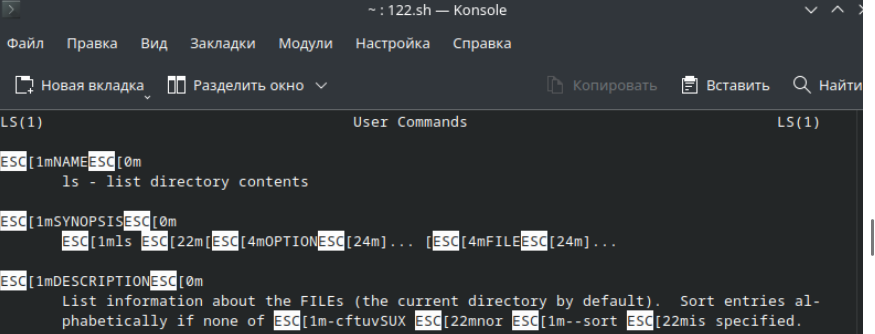 ~ : 122.sh — Konsole
Файл Правка Вид Закладки Модули Настройка Справка
Новая вкладка Разделить окно Копировать Вставить Найти
LS(1) User Commands LS(1)
ESC[1mNAMEESC[0m
ls - list directory contents
ESC[1mSYNOPSISESC[0m
ESC[1mls ESC[22m[ESC[4mOPTIONESC[24m]... [ESC[4mFILEESC[24m]...
ESC[1mDESCRIPTIONESC[0m
List information about the FILEs (the current directory by default). Sort entries al-
phabetically if none of ESC[1m-cftuvSUX ESC[22mnor ESC[1m--sort ESC[22mis specified.